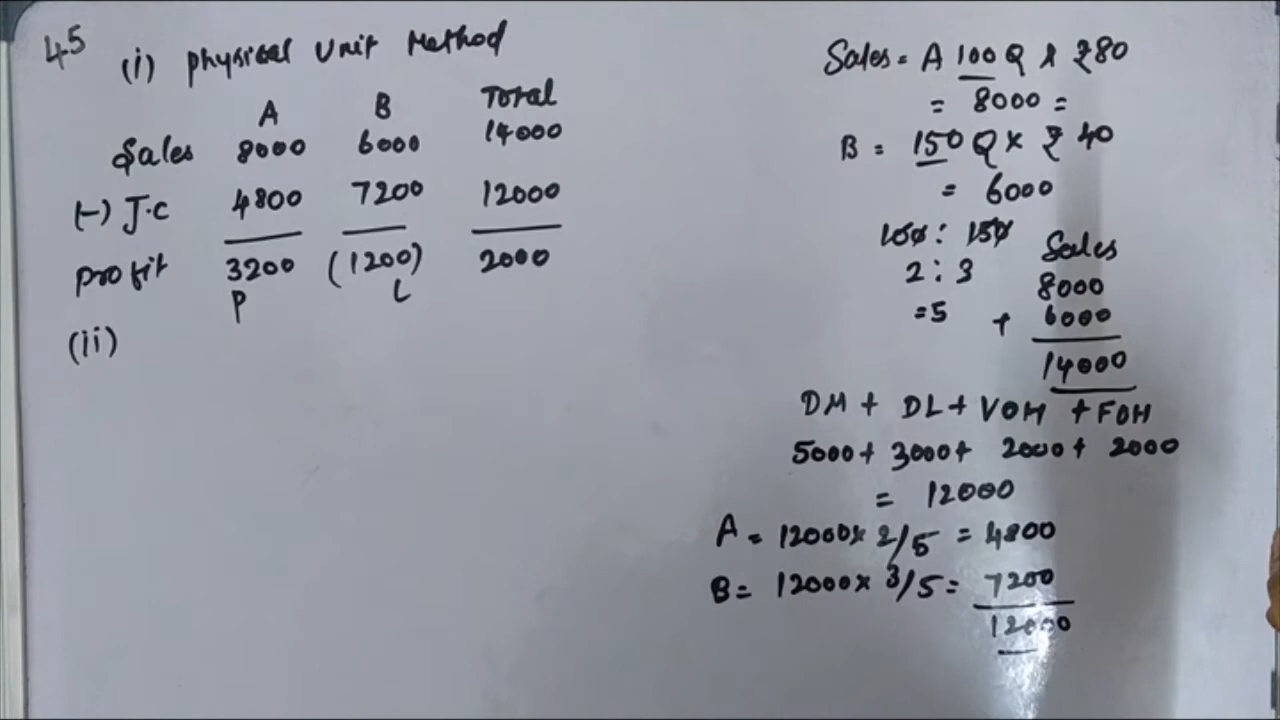 45
(i) Physical Unit Method
A B Total
Sales 8000 6000 14000
(-) J.C 4800 7200 12000
Profit 3200 (1200) 2000
P L
(ii)
Sales = A 100 Q x ₹80
= 8000 =
B = 150 Q x ₹ 40
= 6000
100 : 150
2 : 3
= 5
Sales
8000
+ 6000
14000
DM + DL + VOH + FOH
5000 + 3000 + 2000 + 2000
= 12000
A = 12000 x 2/5 = 4800
B = 12000 x 3/5 = 7200
12000